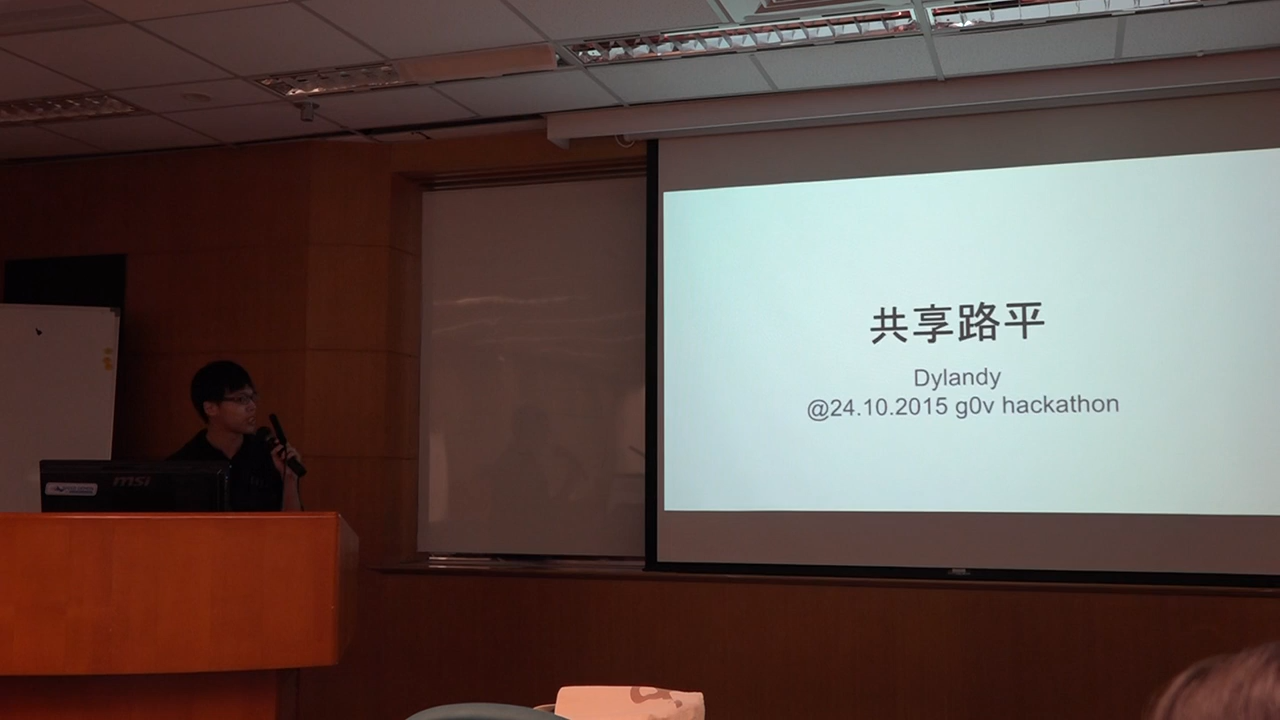 共享路平
Dylandy
@24.10.2015 g0v hackathon
msi